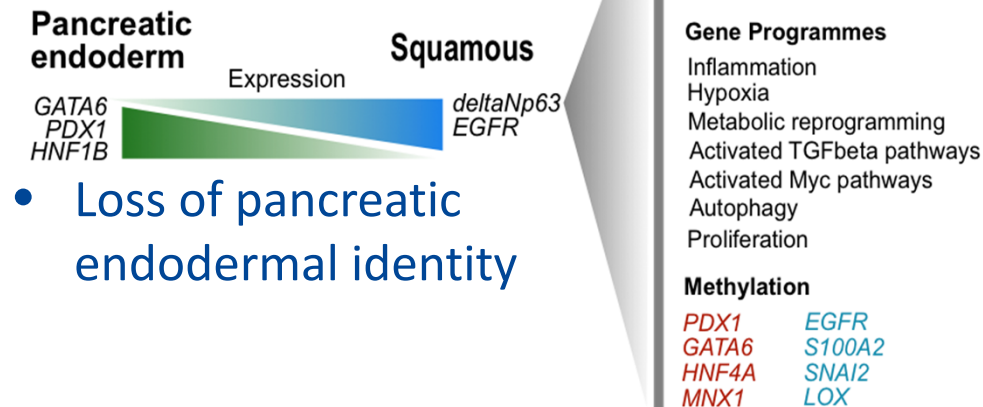 Pancreatic
endoderm
Squamous
Expression
GATA6
PDX1
HNF1B
deltaNp63
EGFR
• Loss of pancreatic
endodermal identity
Gene Programmes
Inflammation
Hypoxia
Metabolic reprogramming
Activated TGFbeta pathways
Activated Myc pathways
Autophagy
Proliferation
Methylation
PDX1 EGFR
GATA6 S100A2
HNF4A SNAI2
MNX1 LOX